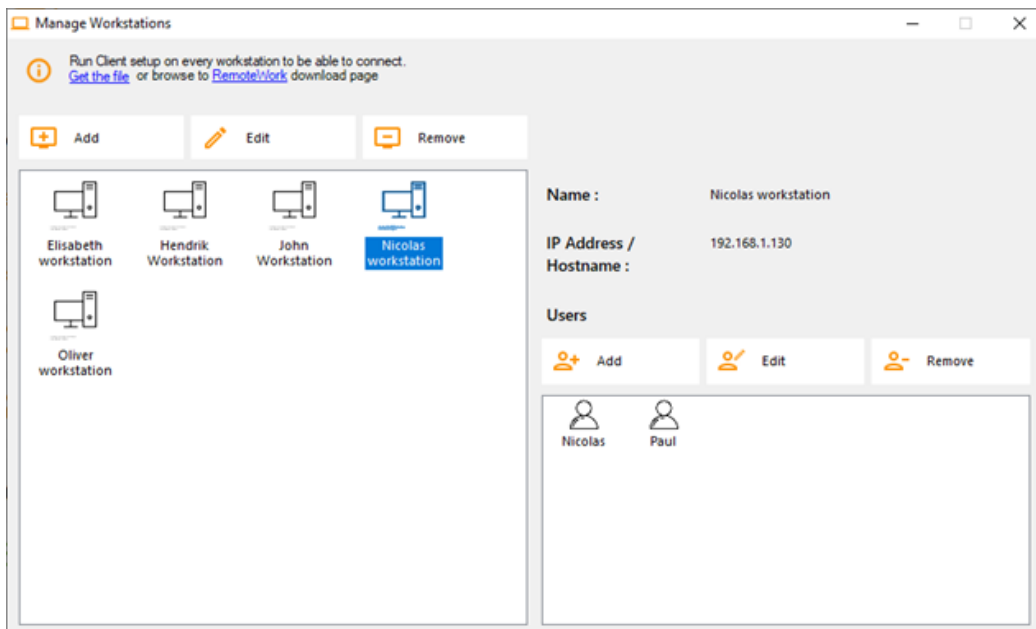 Manage Workstations
Run Client setup on every workstation to be able to connect.
Get the file or browse to RemoteWork download page
Add
Edit
Remove
Elisabeth
workstation
Hendrik
Workstation
John
Workstation
Nicolas
workstation
Oliver
workstation
Name :
Nicolas workstation
IP Address /
Hostname :
192.168.1.130
Users
Add
Edit
Remove
Nicolas
Paul